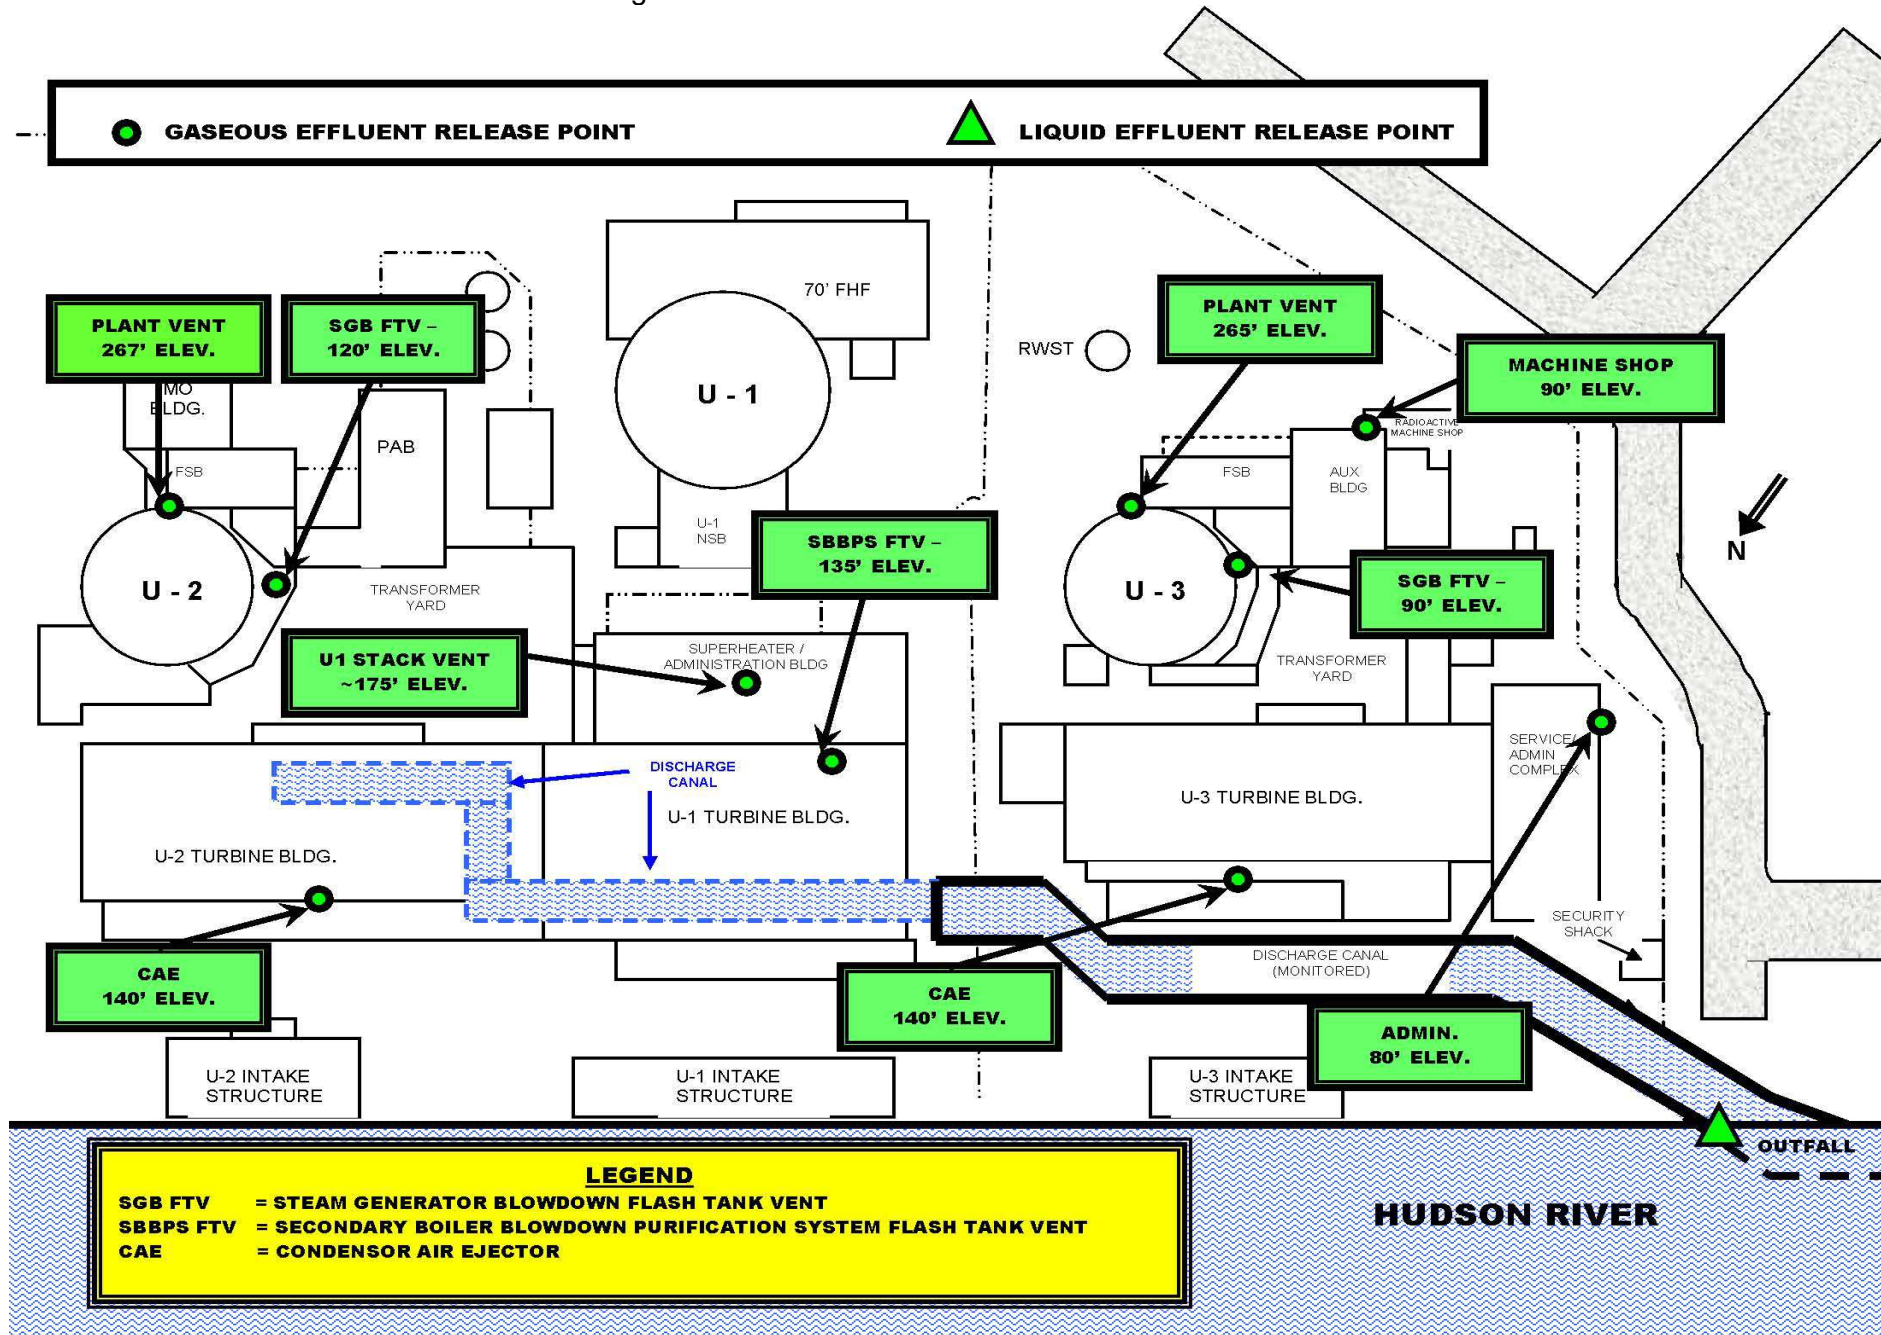 GASEOUS EFFLUENT RELEASE POINT
LIQUID EFFLUENT RELEASE POINT
70' FHF
PLANT VENT
267' ELEV.
SGB FTV –
120' ELEV.
PLANT VENT
265' ELEV.
RWST
MACHINE SHOP
90' ELEV.
MO
BLDG.
U - 1
PAB
RADIOACTIVE
MACHINE SHOP
FSB
FSB
AUX
BLDG
U-1
NSB
SBBPS FTV –
135' ELEV.
N
U - 2
TRANSFORMER
YARD
U - 3
SGB FTV –
90' ELEV.
U1 STACK VENT
~175' ELEV.
SUPERHEATER /
ADMINISTRATION BLDG
TRANSFORMER
YARD
SERVICE/
ADMIN
COMPLEX
DISCHARGE
CANAL
U-3 TURBINE BLDG.
U-1 TURBINE BLDG.
U-2 TURBINE BLDG.
SECURITY
SHACK
CAE
140' ELEV.
CAE
140' ELEV.
DISCHARGE CANAL
(MONITORED)
ADMIN.
80' ELEV.
U-2 INTAKE
STRUCTURE
U-1 INTAKE
STRUCTURE
U-3 INTAKE
STRUCTURE
OUTFALL
HUDSON RIVER
LEGEND
SGB FTV = STEAM GENERATOR BLOWDOWN FLASH TANK VENT
SBBPS FTV = SECONDARY BOILER BLOWDOWN PURIFICATION SYSTEM FLASH TANK VENT
CAE = CONDENSOR AIR EJECTOR